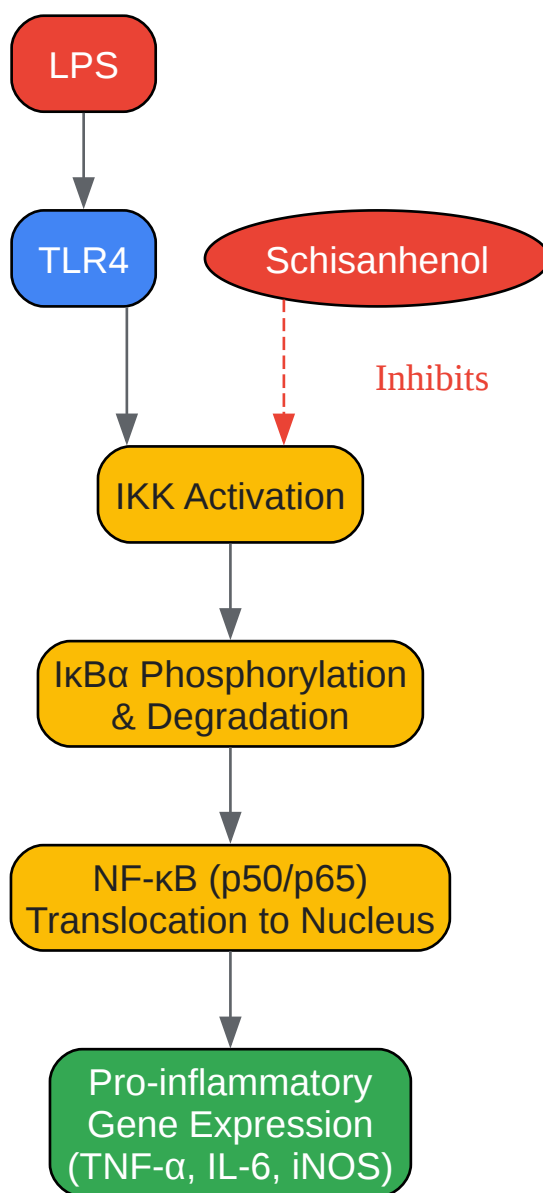 LPS
TLR4
Schisanhenol
Inhibits
IKK Activation
IκBα Phosphorylation
& Degradation
NF-κB (p50/p65)
Translocation to Nucleus
Pro-inflammatory
Gene Expression
(TNF-α, IL-6, iNOS)